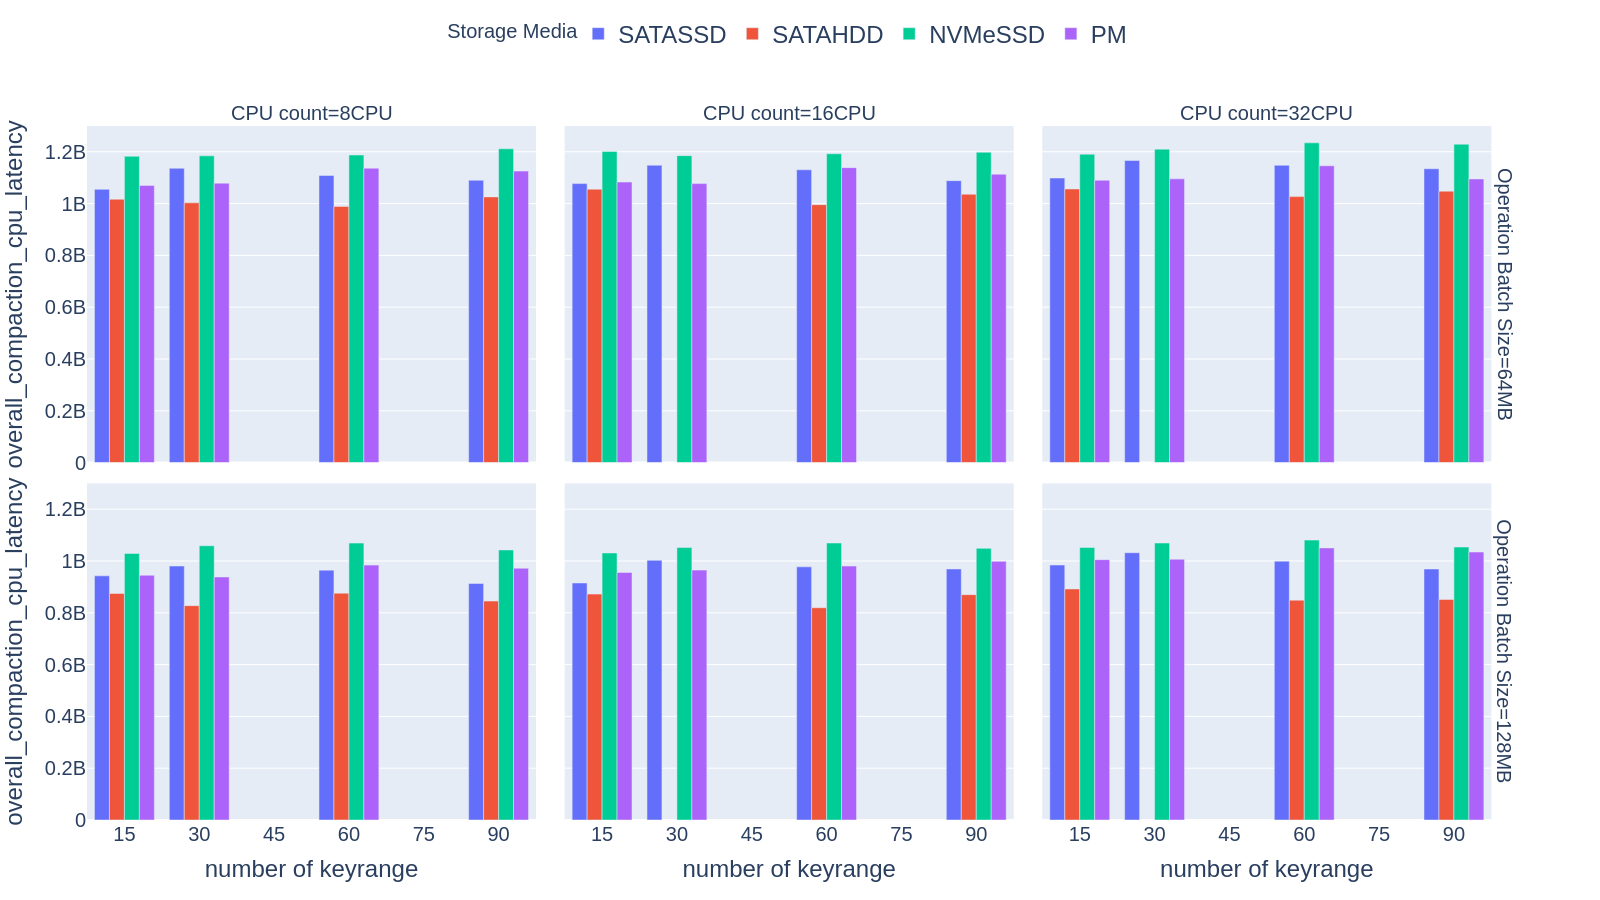 Storage Media SATASSD SATAHDD NVMeSSD PM
CPU count=8CPU CPU count=16CPU CPU count=32CPU
overall_compaction_cpu_latency
1.2B
1B
0.8B
0.6B
0.4B
0.2B
0
Operation Batch Size=64MB
overall_compaction_cpu_latency
1.2B
1B
0.8B
0.6B
0.4B
0.2B
0
Operation Batch Size=128MB
15 30 45 60 75 90 15 30 45 60 75 90 15 30 45 60 75 90
number of keyrange number of keyrange number of keyrange